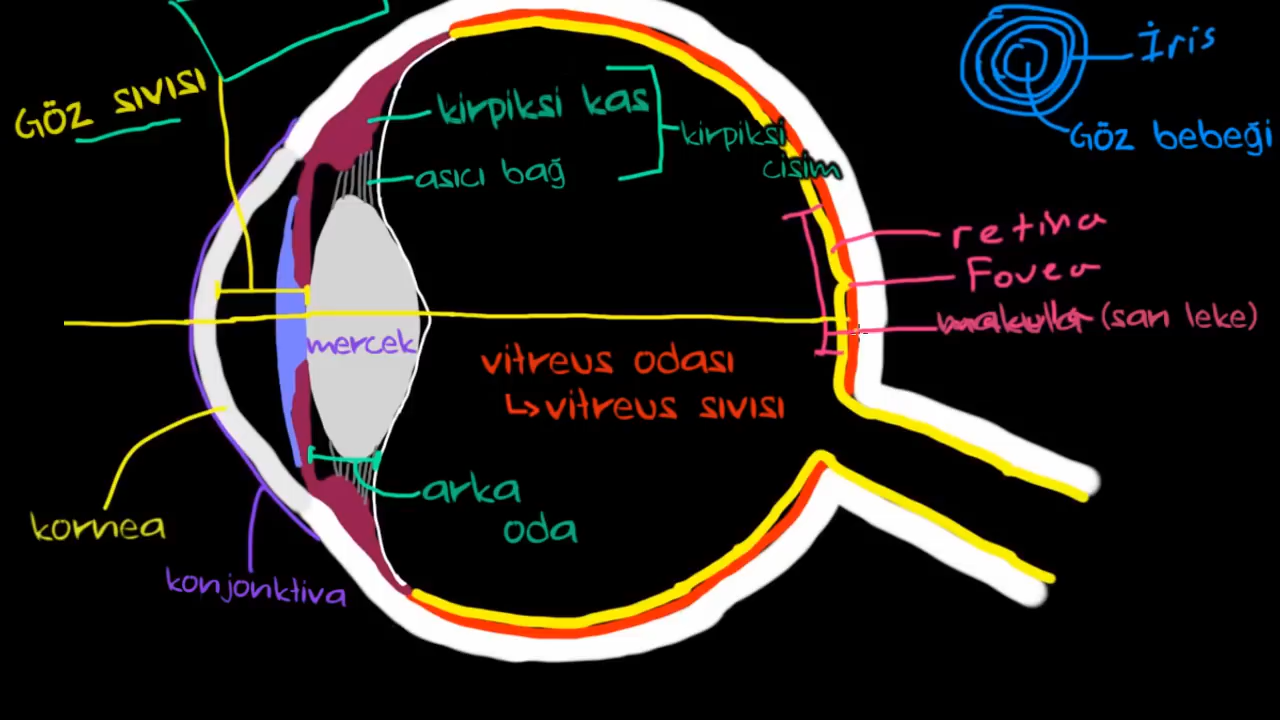 GÖZ SIVISI
kirpiksi kas
asıcı bağ
kirpiksi
cisim
İris
Göz bebeği
retina
Fovea
makulla (sarı leke)
mercek
vitreus odası
↳vitreus sıvısı
arka
oda
kornea
konjonktiva